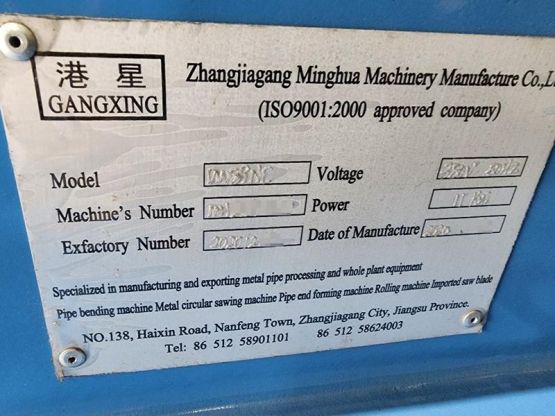 港星
GANGXING
Zhangjiagang Minghua Machinery Manufacture Co.,L
(ISO9001:2000 approved company)
Model Voltage
Machine's Number Power
Exfactory Number Date of Manufacture
Specialized in manufacturing and exporting metal pipe processing and whole plant equipment
Pipe bending machine Metal circular sawing machine Pipe end forming machine Rolling machine Imported saw blade
NO.138, Haixin Road, Nanfeng Town, Zhangjiagang City, Jiangsu Province.
Tel: 86 512 58901101 86 512 58624003